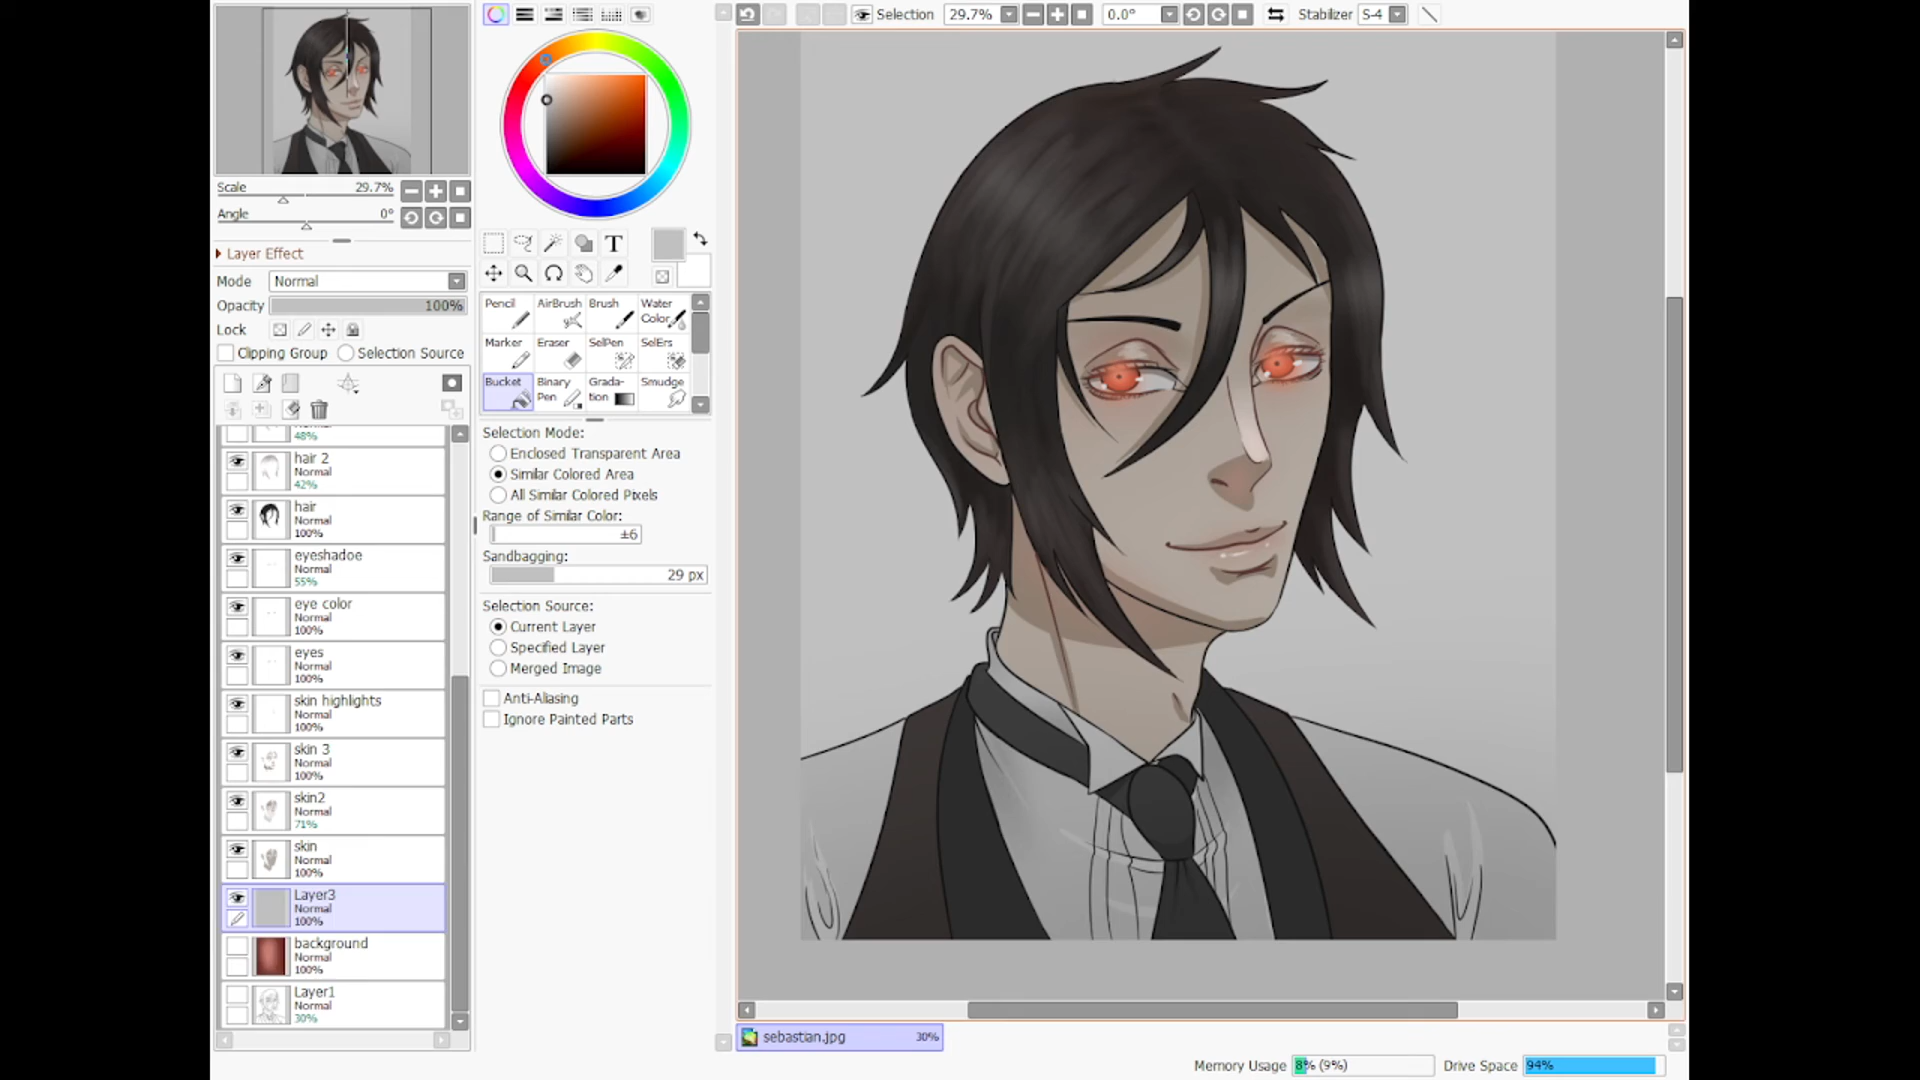 Selection
29.7%
0.0°
Stabilizer S-4
Scale 29.7%
Angle 0°
Layer Effect
Mode Normal
Opacity 100%
Lock
Clipping Group
Selection Source
48%
hair 2
Normal
42%
hair
Normal
100%
eyeshadoe
Normal
55%
eye color
Normal
100%
eyes
Normal
100%
skin highlights
Normal
100%
skin 3
Normal
100%
skin2
Normal
71%
skin
Normal
100%
Layer3
Normal
100%
background
Normal
100%
Layer1
Normal
30%
T
Pencil
AirBrush
Brush
Water
Color
Marker
Eraser
SelPen
SelErs
Bucket
Binary
Pen
Grada-
tion
Smudge
Selection Mode:
Enclosed Transparent Area
Similar Colored Area
All Similar Colored Pixels
Range of Similar Color:
±6
Sandbagging:
29 px
Selection Source:
Current Layer
Specified Layer
Merged Image
Anti-Aliasing
Ignore Painted Parts
sebastian.jpg 30%
Memory Usage 8% (9%)
Drive Space 94%